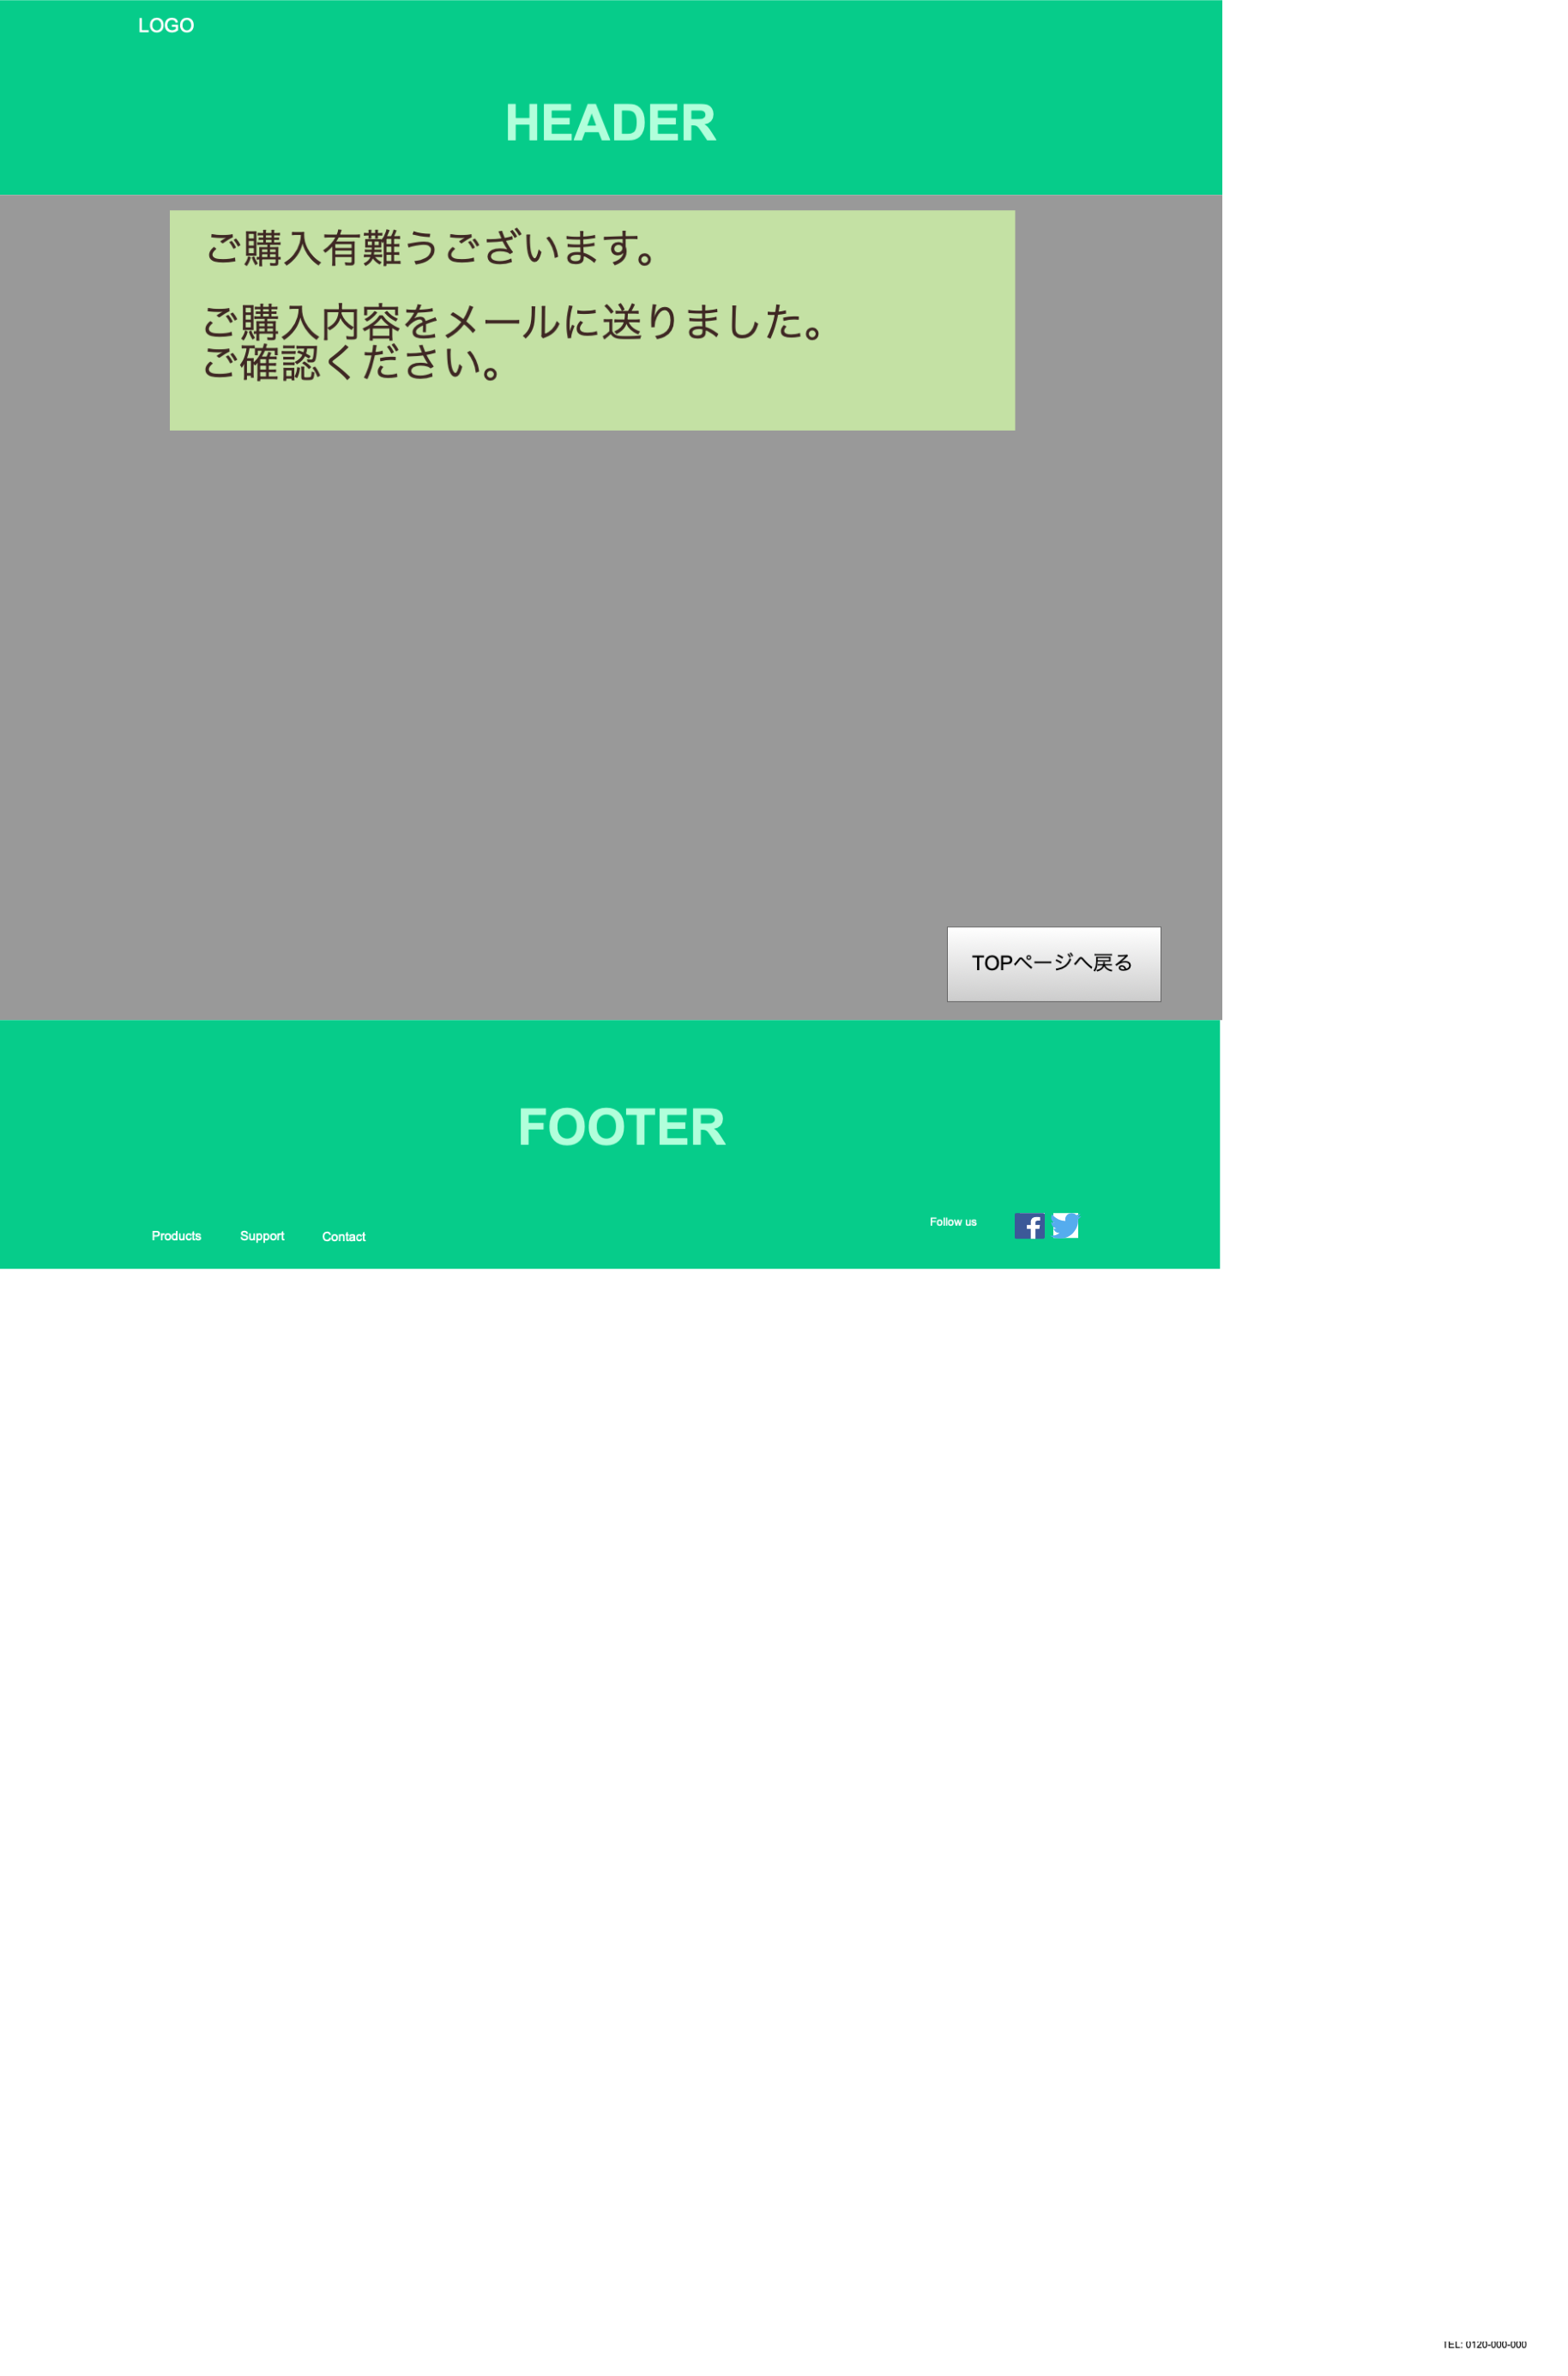 LOGO
HEADER
ご購入有難うございます。
ご購入内容をメールに送りました。
ご確認ください。
TOPページへ戻る
FOOTER
Products
Support
Contact
Follow us
TEL: 0120-000-000